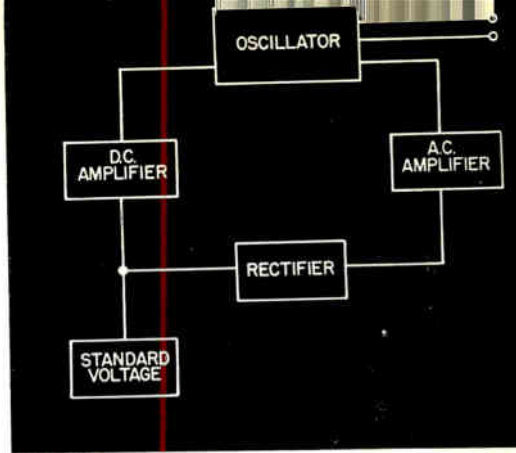 OSCILLATOR
D.C.
AMPLIFIER
A.C.
AMPLIFIER
RECTIFIER
STANDARD
VOLTAGE